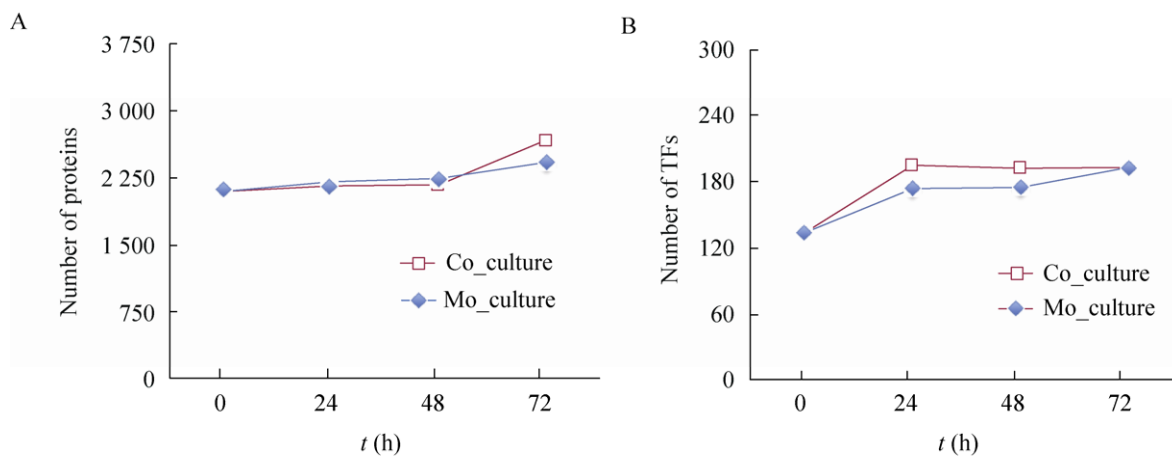 A
3 750
3 000
2 250
1 500
750
0
Number of proteins
Co_culture
Mo_culture
0 24 48 72
t (h)
B
300
240
180
120
60
0
Number of TFs
Co_culture
Mo_culture
0 24 48 72
t (h)